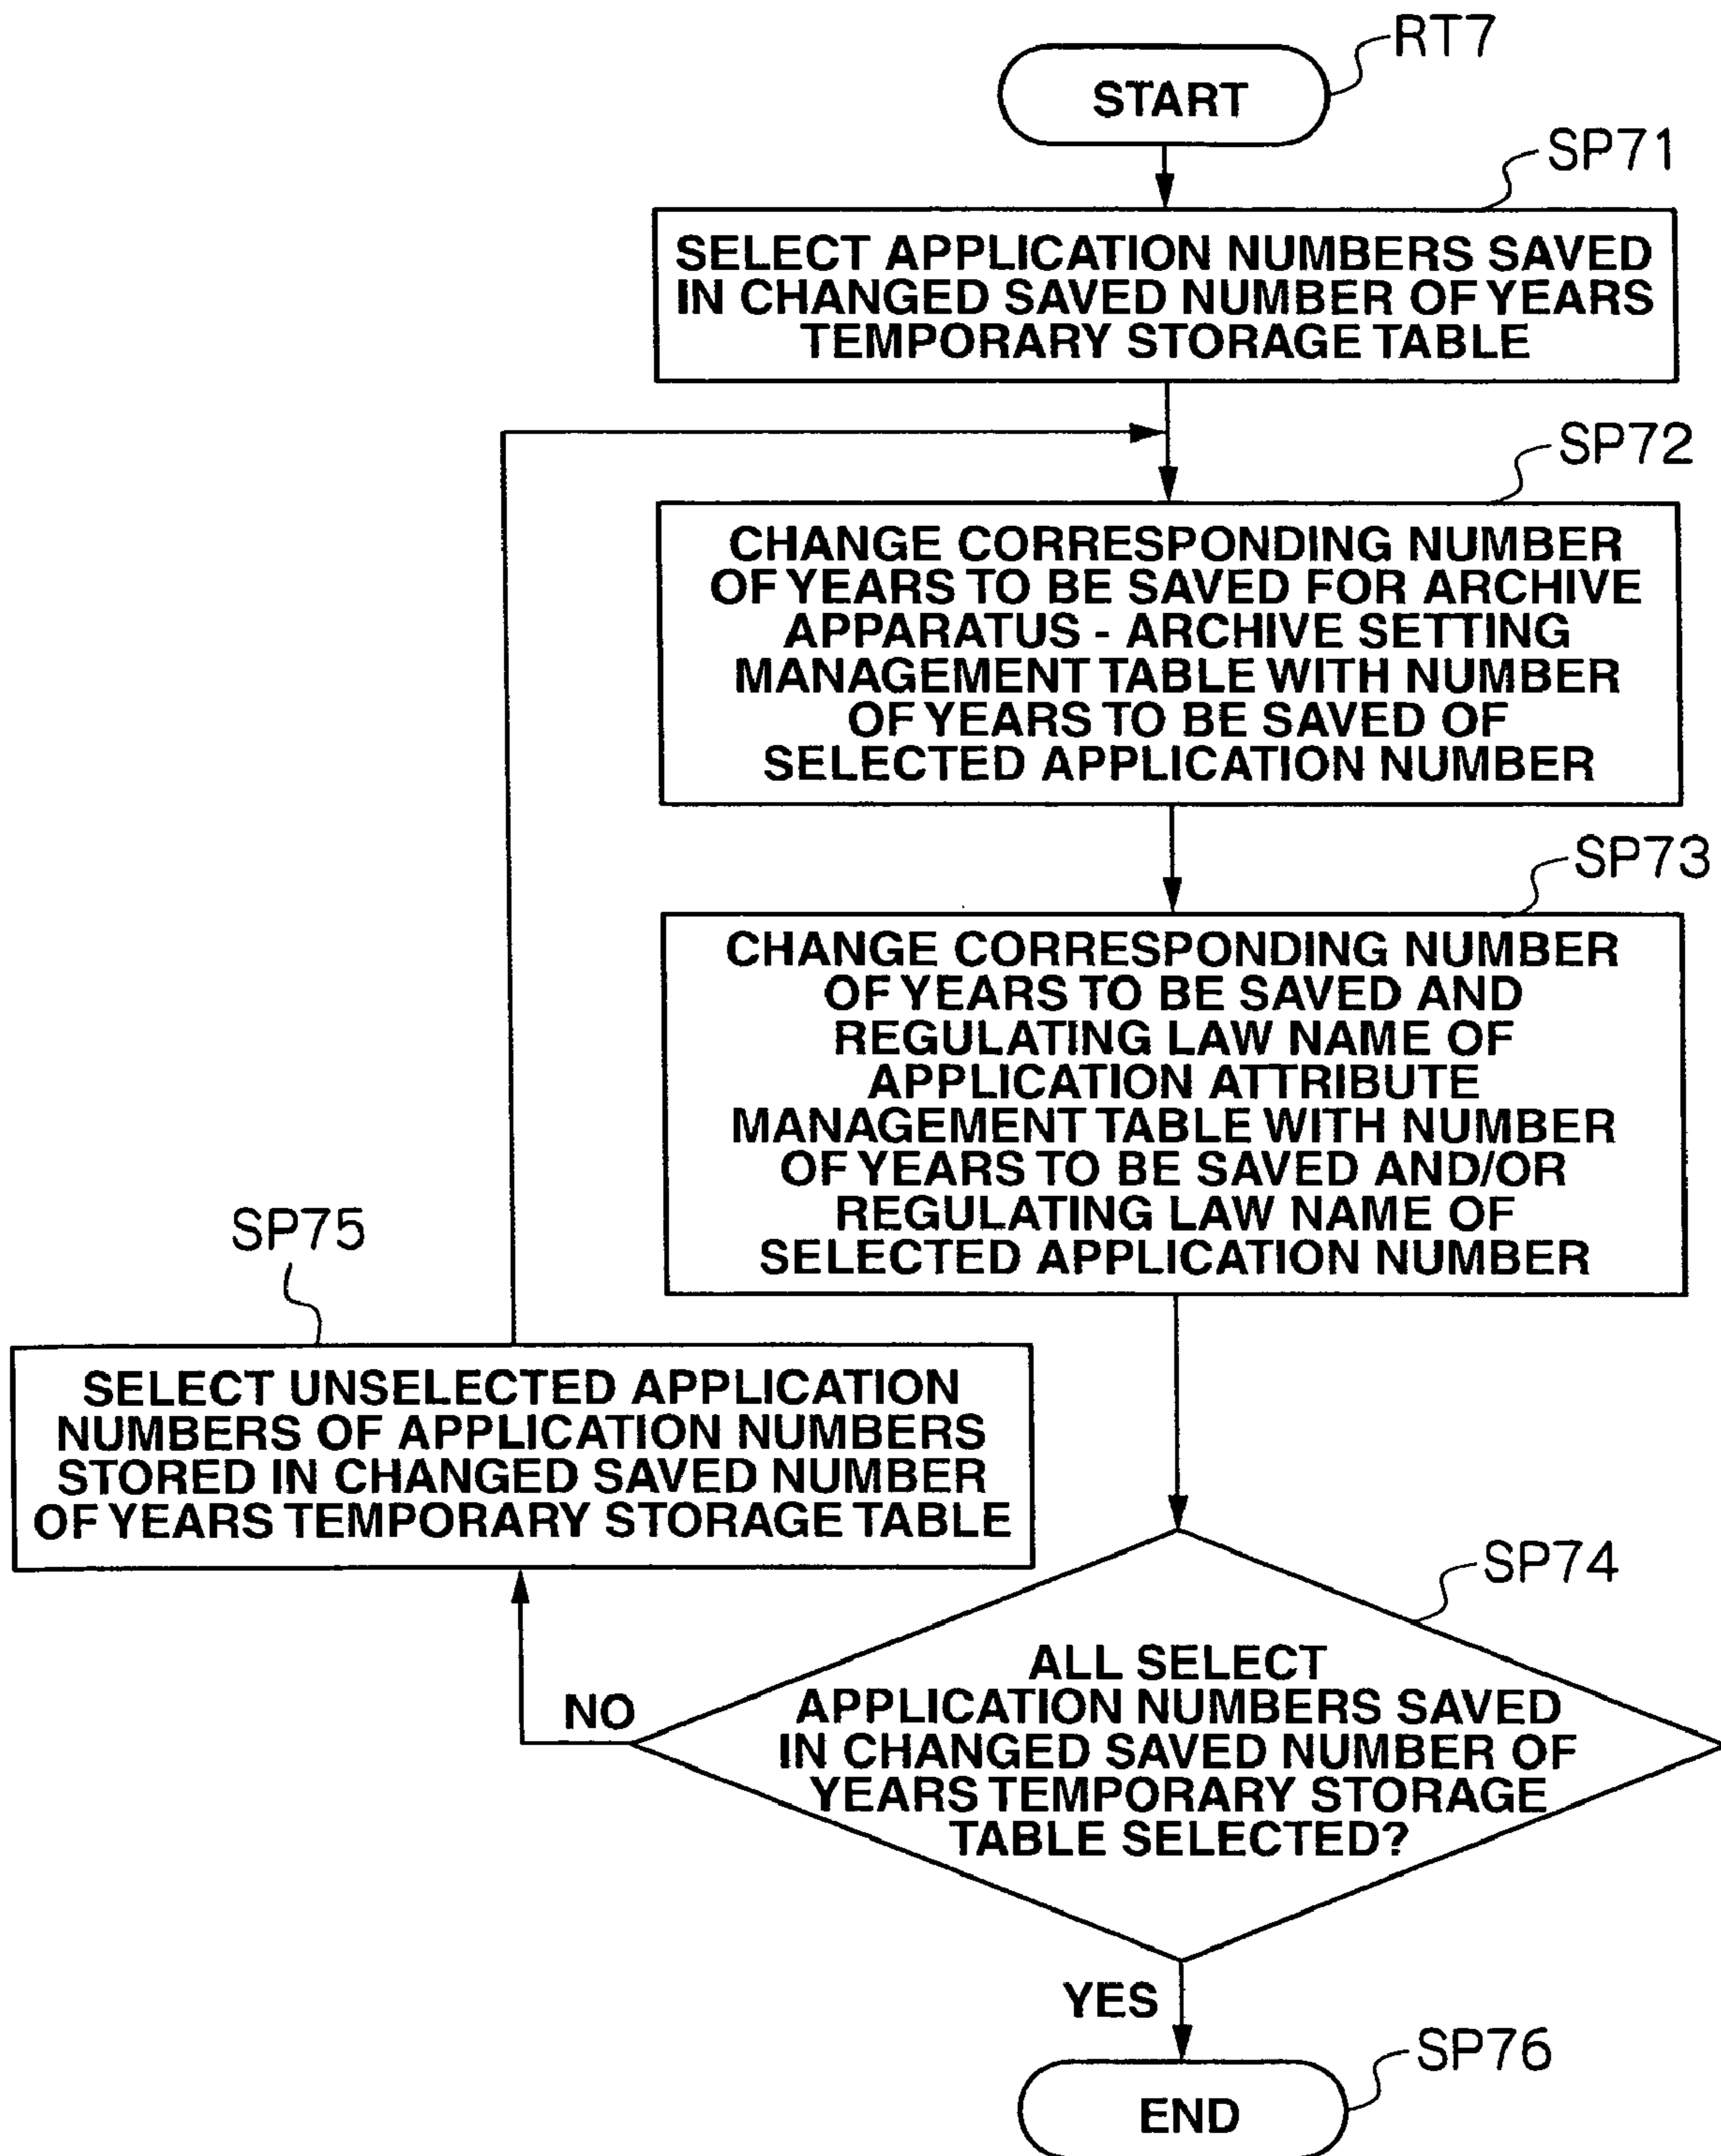 RT7
START
SP71
SELECT APPLICATION NUMBERS SAVED
IN CHANGED SAVED NUMBER OF YEARS
TEMPORARY STORAGE TABLE
SP72
CHANGE CORRESPONDING NUMBER
OF YEARS TO BE SAVED FOR ARCHIVE
APPARATUS - ARCHIVE SETTING
MANAGEMENT TABLE WITH NUMBER
OF YEARS TO BE SAVED OF
SELECTED APPLICATION NUMBER
SP73
CHANGE CORRESPONDING NUMBER
OF YEARS TO BE SAVED AND
REGULATING LAW NAME OF
APPLICATION ATTRIBUTE
MANAGEMENT TABLE WITH NUMBER
OF YEARS TO BE SAVED AND/OR
REGULATING LAW NAME OF
SELECTED APPLICATION NUMBER
SP75
SELECT UNSELECTED APPLICATION
NUMBERS OF APPLICATION NUMBERS
STORED IN CHANGED SAVED NUMBER
OF YEARS TEMPORARY STORAGE TABLE
SP74
ALL SELECT
APPLICATION NUMBERS SAVED
IN CHANGED SAVED NUMBER OF
YEARS TEMPORARY STORAGE
TABLE SELECTED?
NO
YES
SP76
END